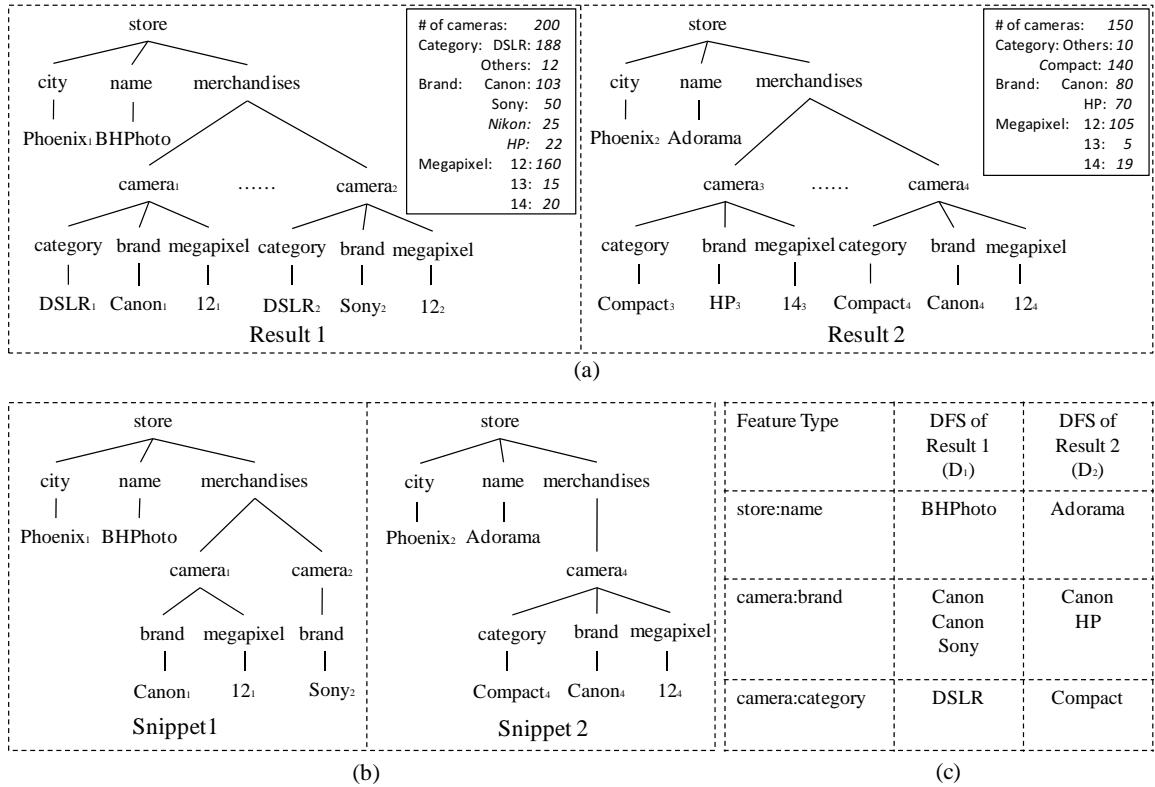 store
city name merchandises
Phoenix₁ BHPhoto
camera₁ …… camera₂
category brand megapixel category brand megapixel
DSLR₁ Canon₁ 12₁ DSLR₂ Sony₂ 12₂
Result 1
# of cameras: 200
Category: DSLR: 188
Others: 12
Brand: Canon: 103
Sony: 50
Nikon: 25
HP: 22
Megapixel: 12: 160
13: 15
14: 20
store
city name merchandises
Phoenix₂ Adorama
camera₃ …… camera₄
category brand megapixel category brand megapixel
Compact₃ HP₃ 14₃ Compact₄ Canon₄ 12₄
Result 2
# of cameras: 150
Category: Others: 10
Compact: 140
Brand: Canon: 80
HP: 70
Megapixel: 12: 105
13: 5
14: 19
(a)
store
city name merchandises
Phoenix₁ BHPhoto
camera₁ camera₂
brand megapixel brand
Canon₁ 12₁ Sony₂
Snippet1
store
city name merchandises
Phoenix₂ Adorama
camera₄
category brand megapixel
Compact₄ Canon₄ 12₄
Snippet 2
(b)
Feature Type DFS of DFS of
Result 1 Result 2
(D₁) (D₂)
store:name BHPhoto Adorama
camera:brand Canon Canon
Canon HP
Sony
camera:category DSLR Compact
(c)